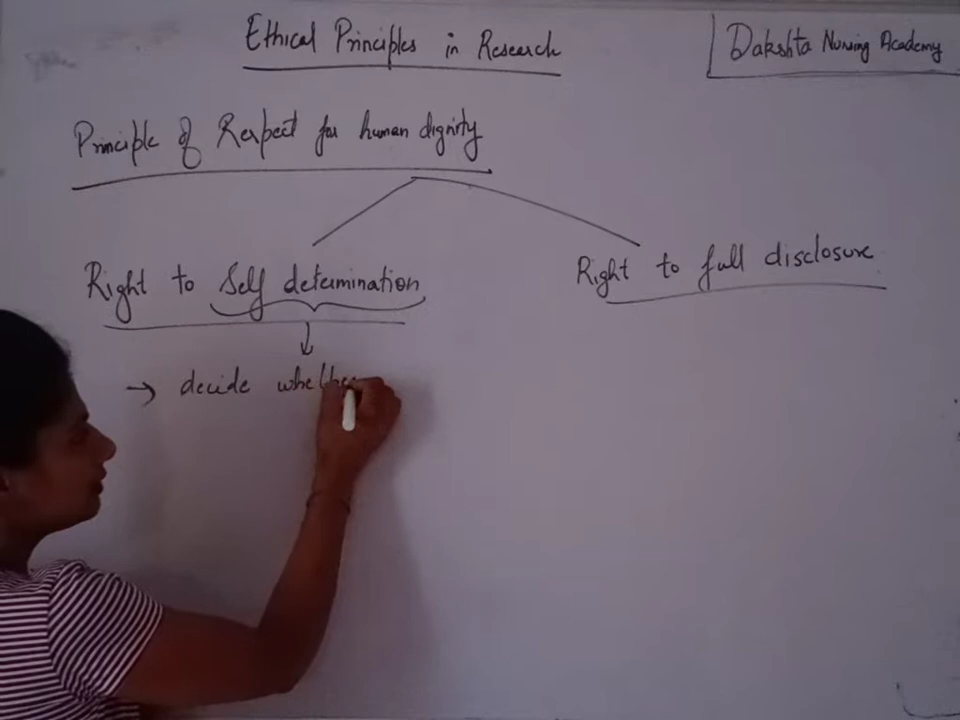 Ethical Principles in Research
Dakshta Nursing Academy
Principle of Respect for human dignity
Right to Self determination
Right to full disclosure
→ decide whethe